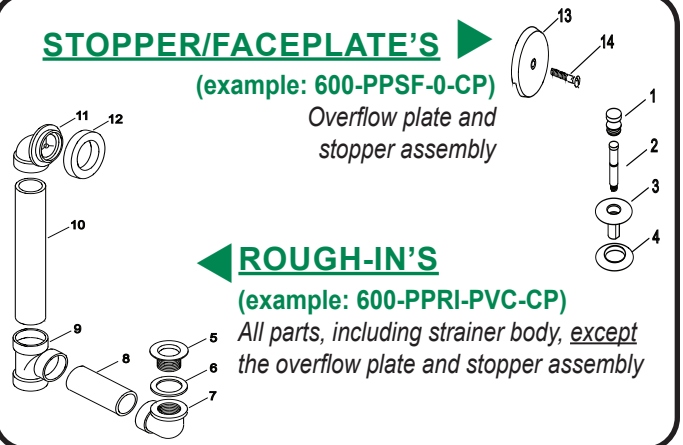 STOPPER/FACEPLATE'S
(example: 600-PPSF-0-CP)
Overflow plate and
stopper assembly
13
14
1
2
3
4
11
12
10
9
8
5
6
7
ROUGH-IN'S
(example: 600-PPRI-PVC-CP)
All parts, including strainer body, except
the overflow plate and stopper assembly